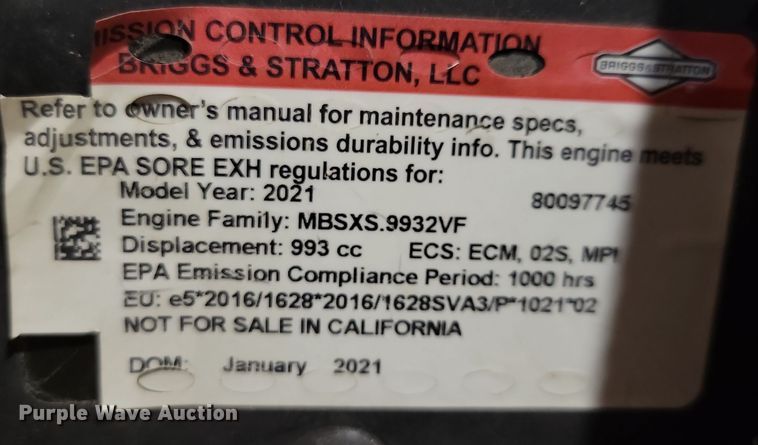 ISSION CONTROL INFORMATION
BRIGGS & STRATTON, LLC
BRIGGS&STRATTON
Refer to owner's manual for maintenance specs,
adjustments, & emissions durability info. This engine meets
U.S. EPA SORE EXH regulations for:
Model Year: 2021
80097745
Engine Family: MBSXS.9932VF
Displacement: 993 cc ECS: ECM, 02S, MPI
EPA Emission Compliance Period: 1000 hrs
EU: e5*2016/1628*2016/1628SVA3/P*1021*02
NOT FOR SALE IN CALIFORNIA
DOM: January 2021
Purple Wave Auction